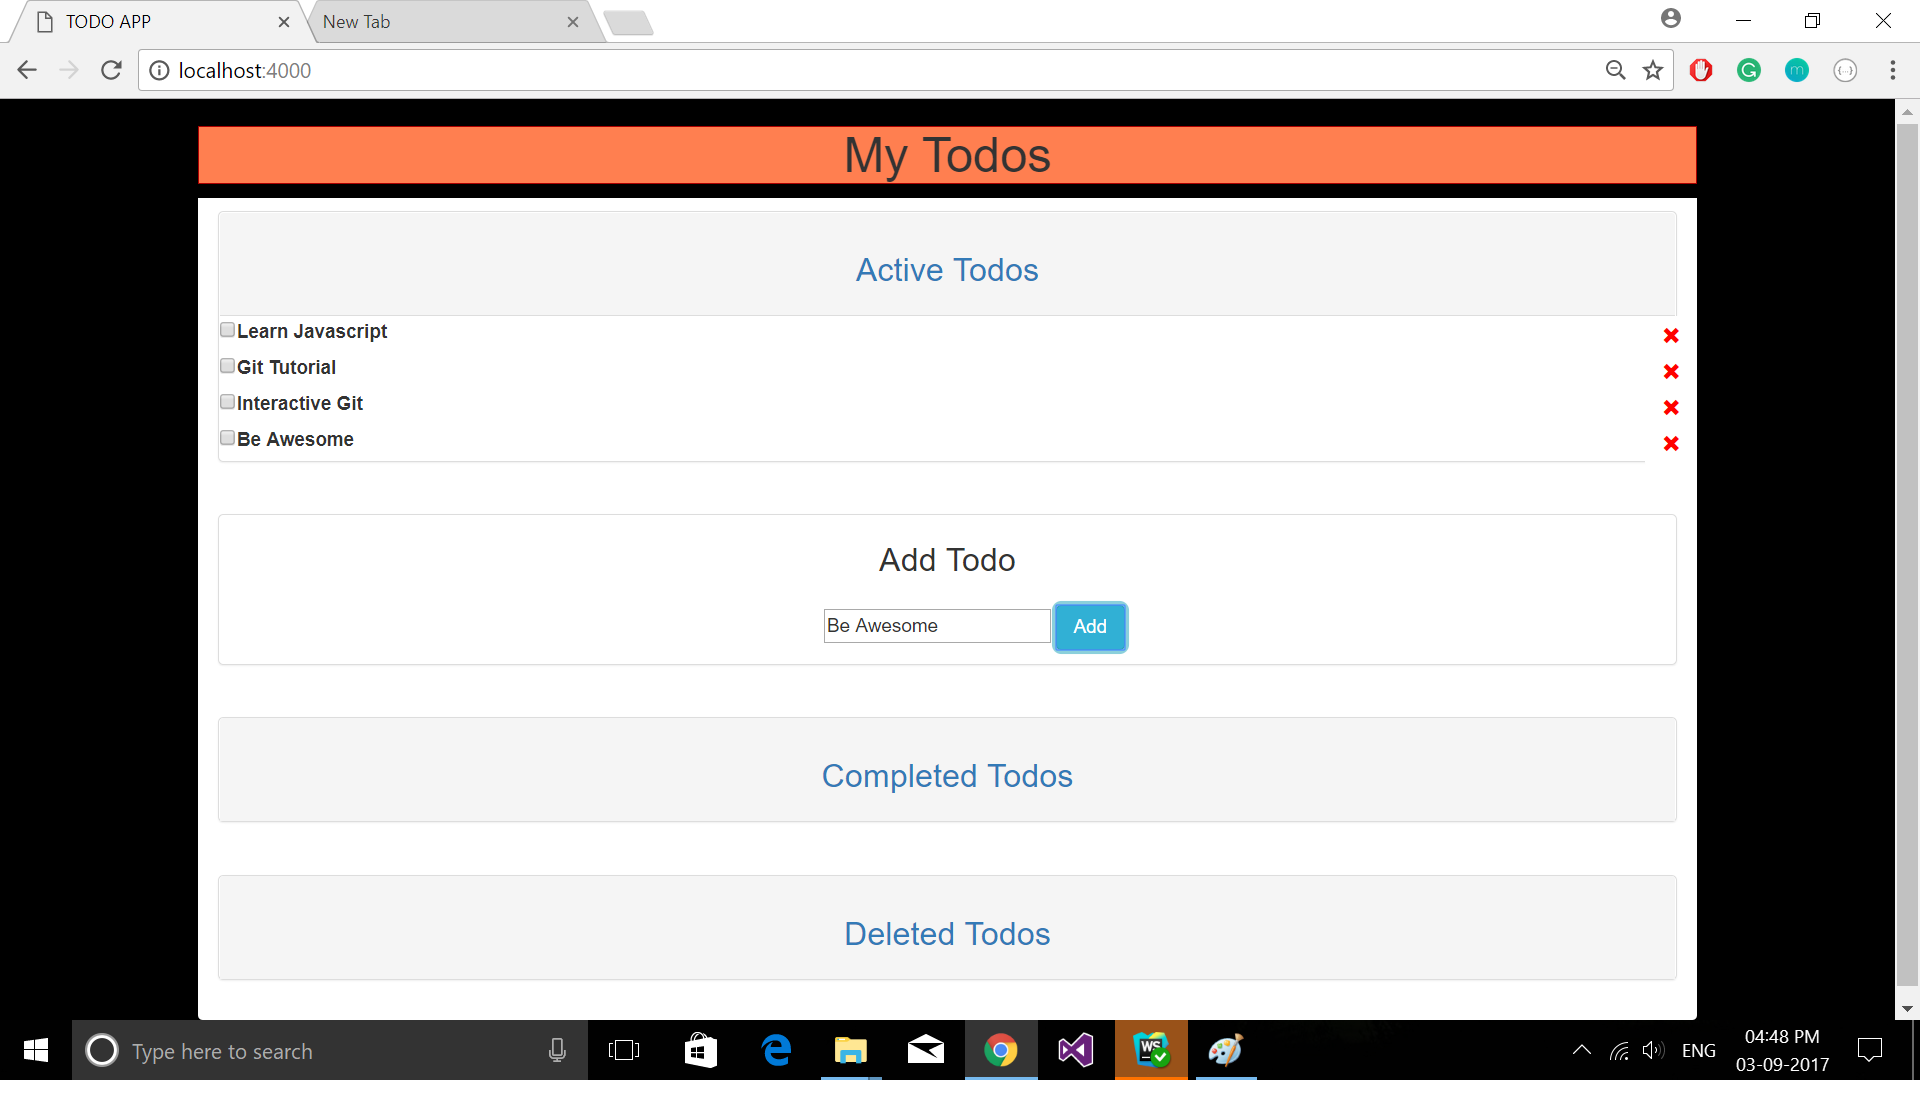 TODO APP
New Tab
localhost:4000
My Todos
Active Todos
Learn Javascript
Git Tutorial
Interactive Git
Be Awesome
Add Todo
Be Awesome
Add
Completed Todos
Deleted Todos
Type here to search
WS
ENG
04:48 PM
03-09-2017